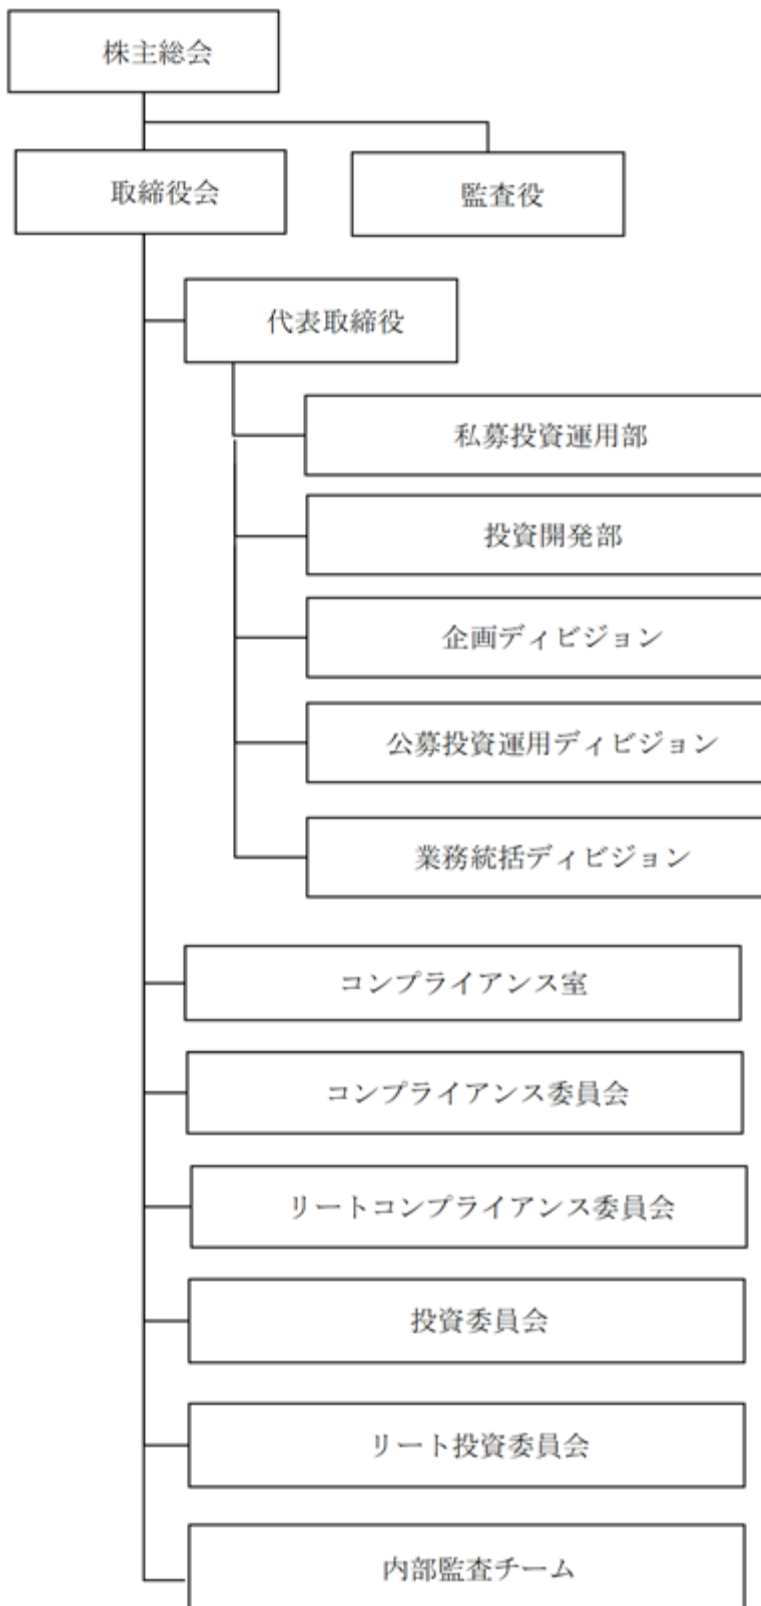 株主総会
取締役会
監査役
代表取締役
私募投資運用部
投資開発部
企画ディビジョン
公募投資運用ディビジョン
業務統括ディビジョン
コンプライアンス室
コンプライアンス委員会
リートコンプライアンス委員会
投資委員会
リート投資委員会
内部監査チーム